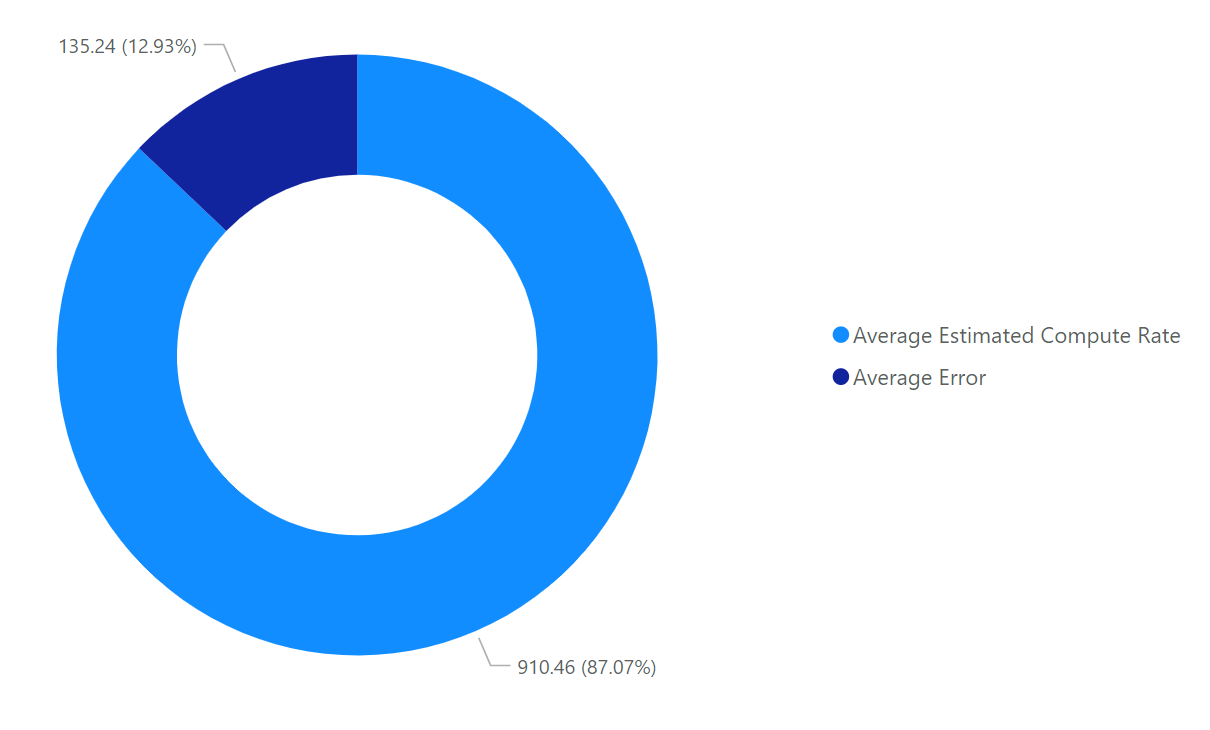 135.24 (12.93%)
Average Estimated Compute Rate
Average Error
910.46 (87.07%)